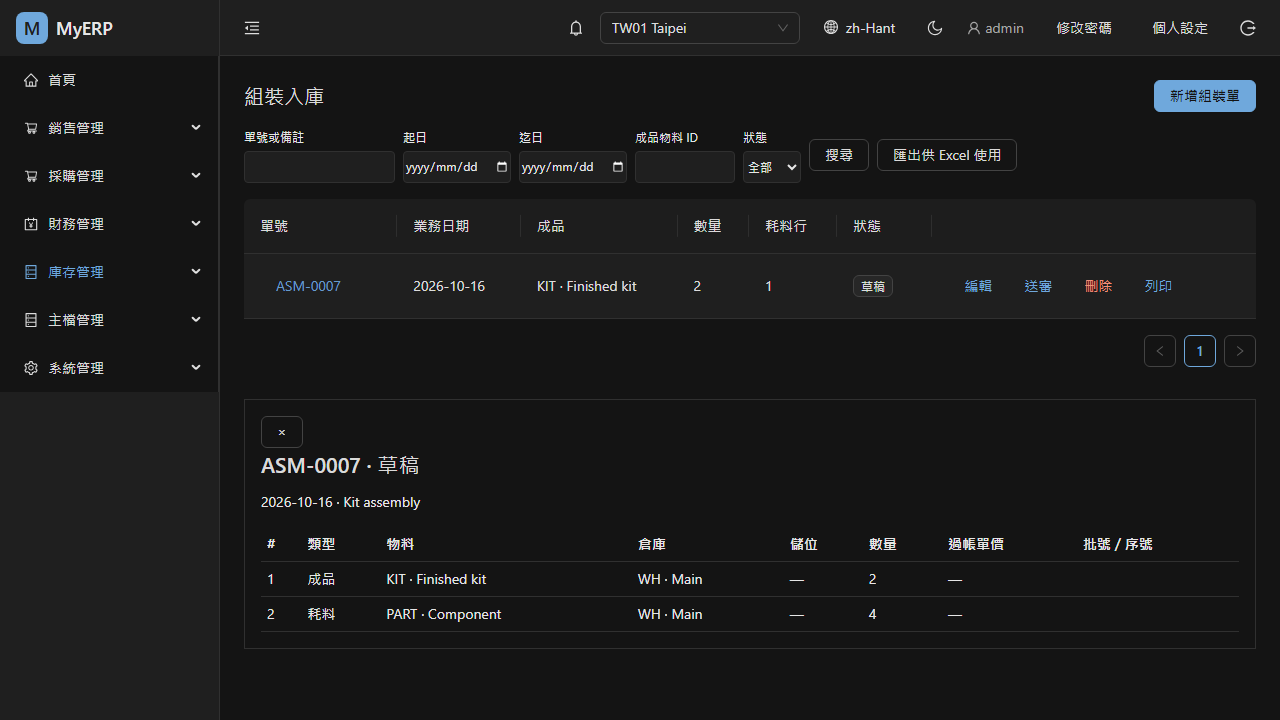 M MyERP
TW01 Taipei
zh-Hant
admin
修改密碼
個人設定
首頁
銷售管理
採購管理
財務管理
庫存管理
主檔管理
系統管理
組裝入庫
新增組裝單
單號或備註 起日 迄日 成品物料 ID 狀態
yyyy/mm/dd yyyy/mm/dd 全部 搜尋 匯出供 Excel 使用
單號 業務日期 成品 數量 耗料行 狀態
ASM-0007 2026-10-16 KIT · Finished kit 2 1 草稿 編輯 送審 刪除 列印
< 1 >
×
ASM-0007 · 草稿
2026-10-16 · Kit assembly
# 類型 物料 倉庫 儲位 數量 過帳單價 批號 / 序號
1 成品 KIT · Finished kit WH · Main — 2 —
2 耗料 PART · Component WH · Main — 4 —